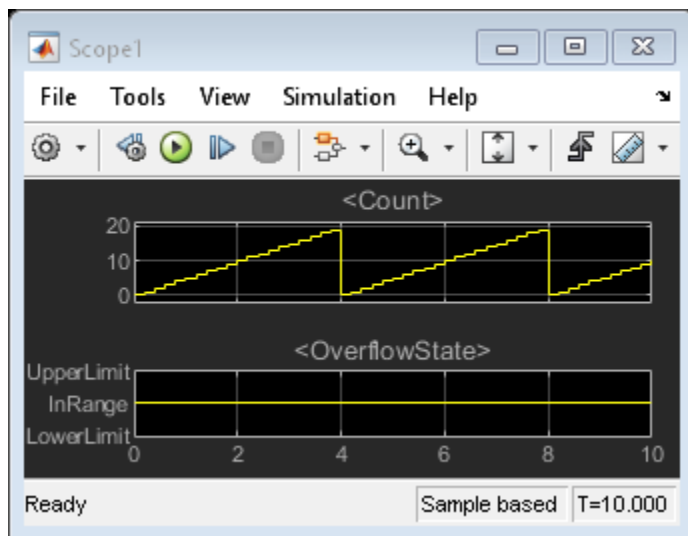 Scope1
File Tools View Simulation Help
<Count>
20
10
0
<OverflowState>
UpperLimit
InRange
LowerLimit
0 2 4 6 8 10
Ready Sample based T=10.000